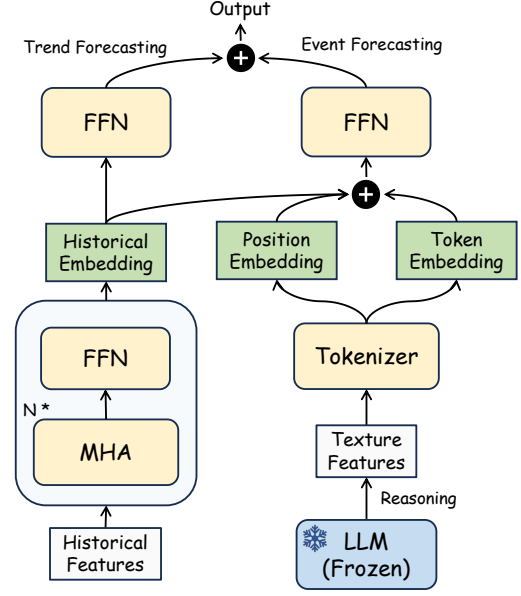 Output
Trend Forecasting
Event Forecasting
+
FFN
FFN
+
Historical
Embedding
Position
Embedding
Token
Embedding
FFN
N *
MHA
Tokenizer
Texture
Features
Reasoning
Historical
Features
LLM
(Frozen)